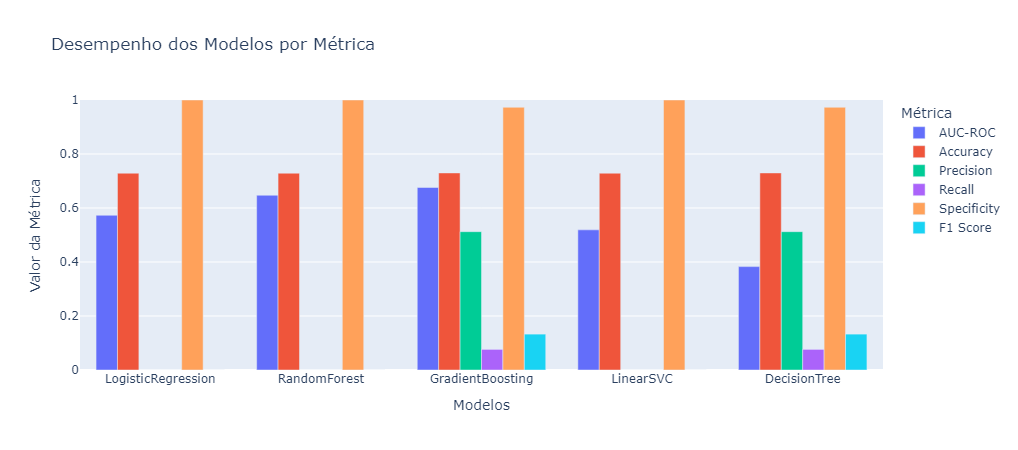 Desempenho dos Modelos por Métrica
Métrica
AUC-ROC
Accuracy
Precision
Recall
Specificity
F1 Score
Valor da Métrica
1
0.8
0.6
0.4
0.2
0
LogisticRegression
RandomForest
GradientBoosting
LinearSVC
DecisionTree
Modelos